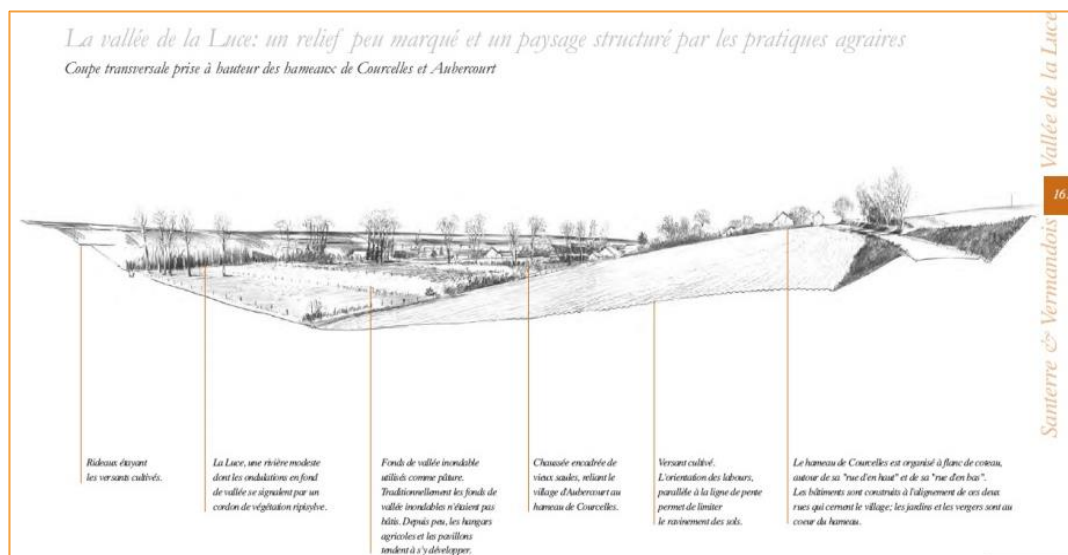 La vallée de la Luce: un relief peu marqué et un paysage structuré par les pratiques agraires
Coupe transversale prise à hauteur des hameaux de Courcelles et Aubercourt
Rideaux étayant
les versants cultivés.
La Luce, une rivière modeste
dont les ondulations en fond
de vallée se signalent par un
cordon de végétation ripisylve.
Fonds de vallée inondable
utilisés comme pâture.
Traditionnellement les fonds de
vallée inondables n'étaient pas
bâtis. Depuis peu, les hangars
agricoles et les pavillons
tendent à s'y développer.
Chaussée encadrée de
vieux saules, reliant le
village d'Aubercourt au
hameau de Courcelles.
Versant cultivé.
L'orientation des labours,
parallèle à la ligne de pente
permet de limiter
le ravinement des sols.
Le hameau de Courcelles est organisé à flanc de coteau,
autour de sa "rue d'en haut" et de sa "rue d'en bas".
Les bâtiments sont construits à l'alignement de ces deux
rues qui cernent le village; les jardins et les vergers sont au
coeur du hameau.
Santerre & Vermandois Vallée de la Luce